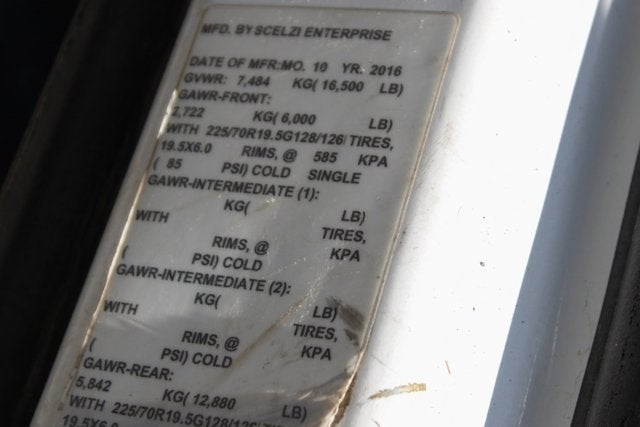 MFD. BY SCELZI ENTERPRISE
DATE OF MFR:MO. 10 YR. 2016
GVWR: 7,484 KG( 16,500 LB)
GAWR-FRONT:
2,722 KG( 6,000 LB)
WITH 225/70R19.5G128/126 TIRES,
19.5X6.0 RIMS, @ 585 KPA
( 85 PSI) COLD SINGLE
GAWR-INTERMEDIATE (1):
KG( LB)
WITH TIRES,
RIMS, @ KPA
( PSI) COLD
GAWR-INTERMEDIATE (2):
KG( LB)
WITH TIRES,
RIMS, @ KPA
( PSI) COLD
GAWR-REAR:
5,842 KG( 12,880 LB)
WITH 225/70R19.5G128/126
19.5X6.0